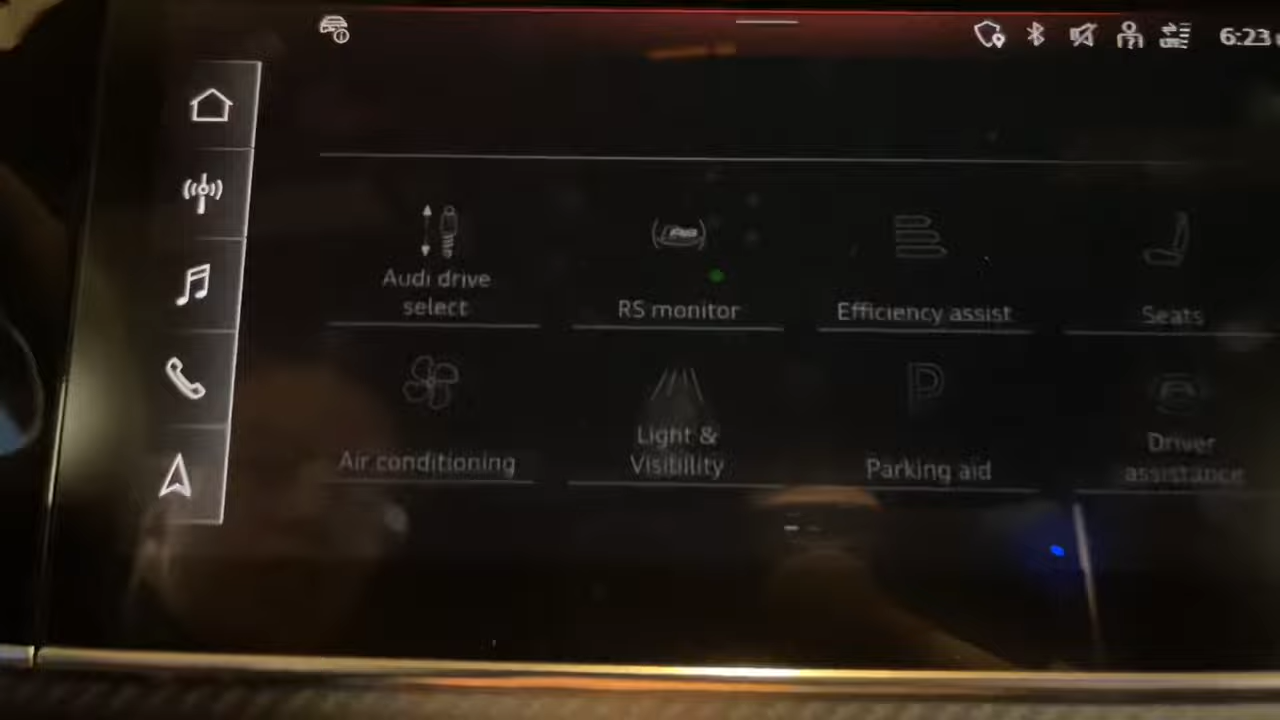 6:23
Audi drive
select
RS monitor
Efficiency assist
Seats
Air conditioning
Light &
Visibility
Parking aid
Driver
assistance